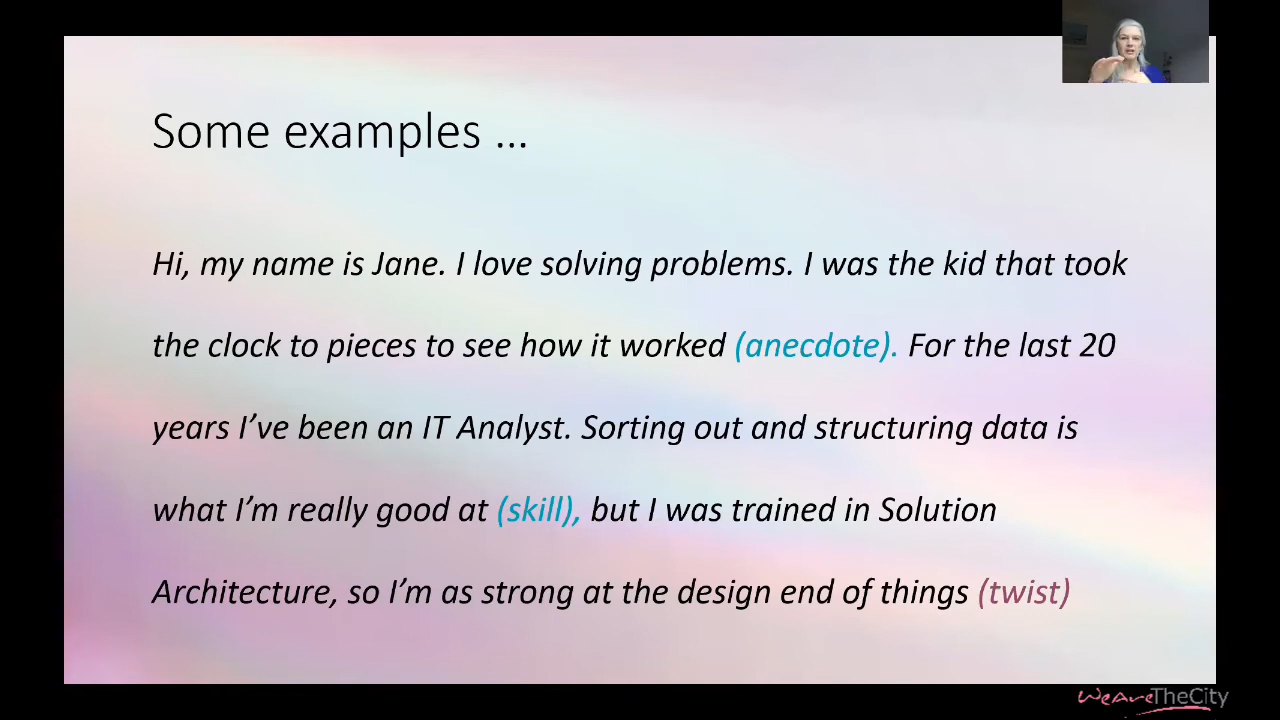 Some examples ...
Hi, my name is Jane. I love solving problems. I was the kid that took
the clock to pieces to see how it worked (anecdote). For the last 20
years I’ve been an IT Analyst. Sorting out and structuring data is
what I’m really good at (skill), but I was trained in Solution
Architecture, so I’m as strong at the design end of things (twist)
WeAreTheCity